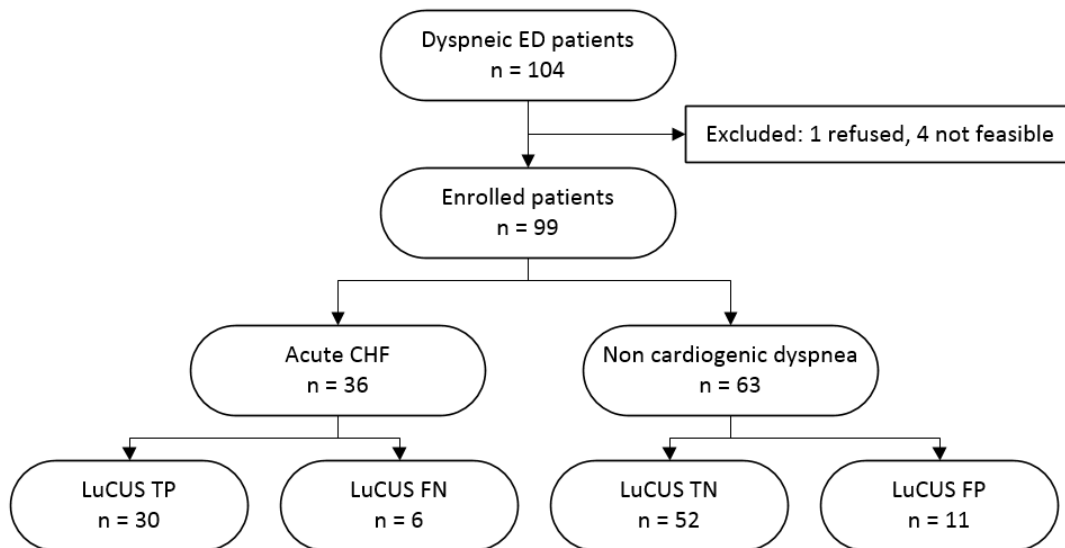 Dyspneic ED patients
n = 104
Excluded: 1 refused, 4 not feasible
Enrolled patients
n = 99
Acute CHF
n = 36
Non cardiogenic dyspnea
n = 63
LuCUS TP
n = 30
LuCUS FN
n = 6
LuCUS TN
n = 52
LuCUS FP
n = 11